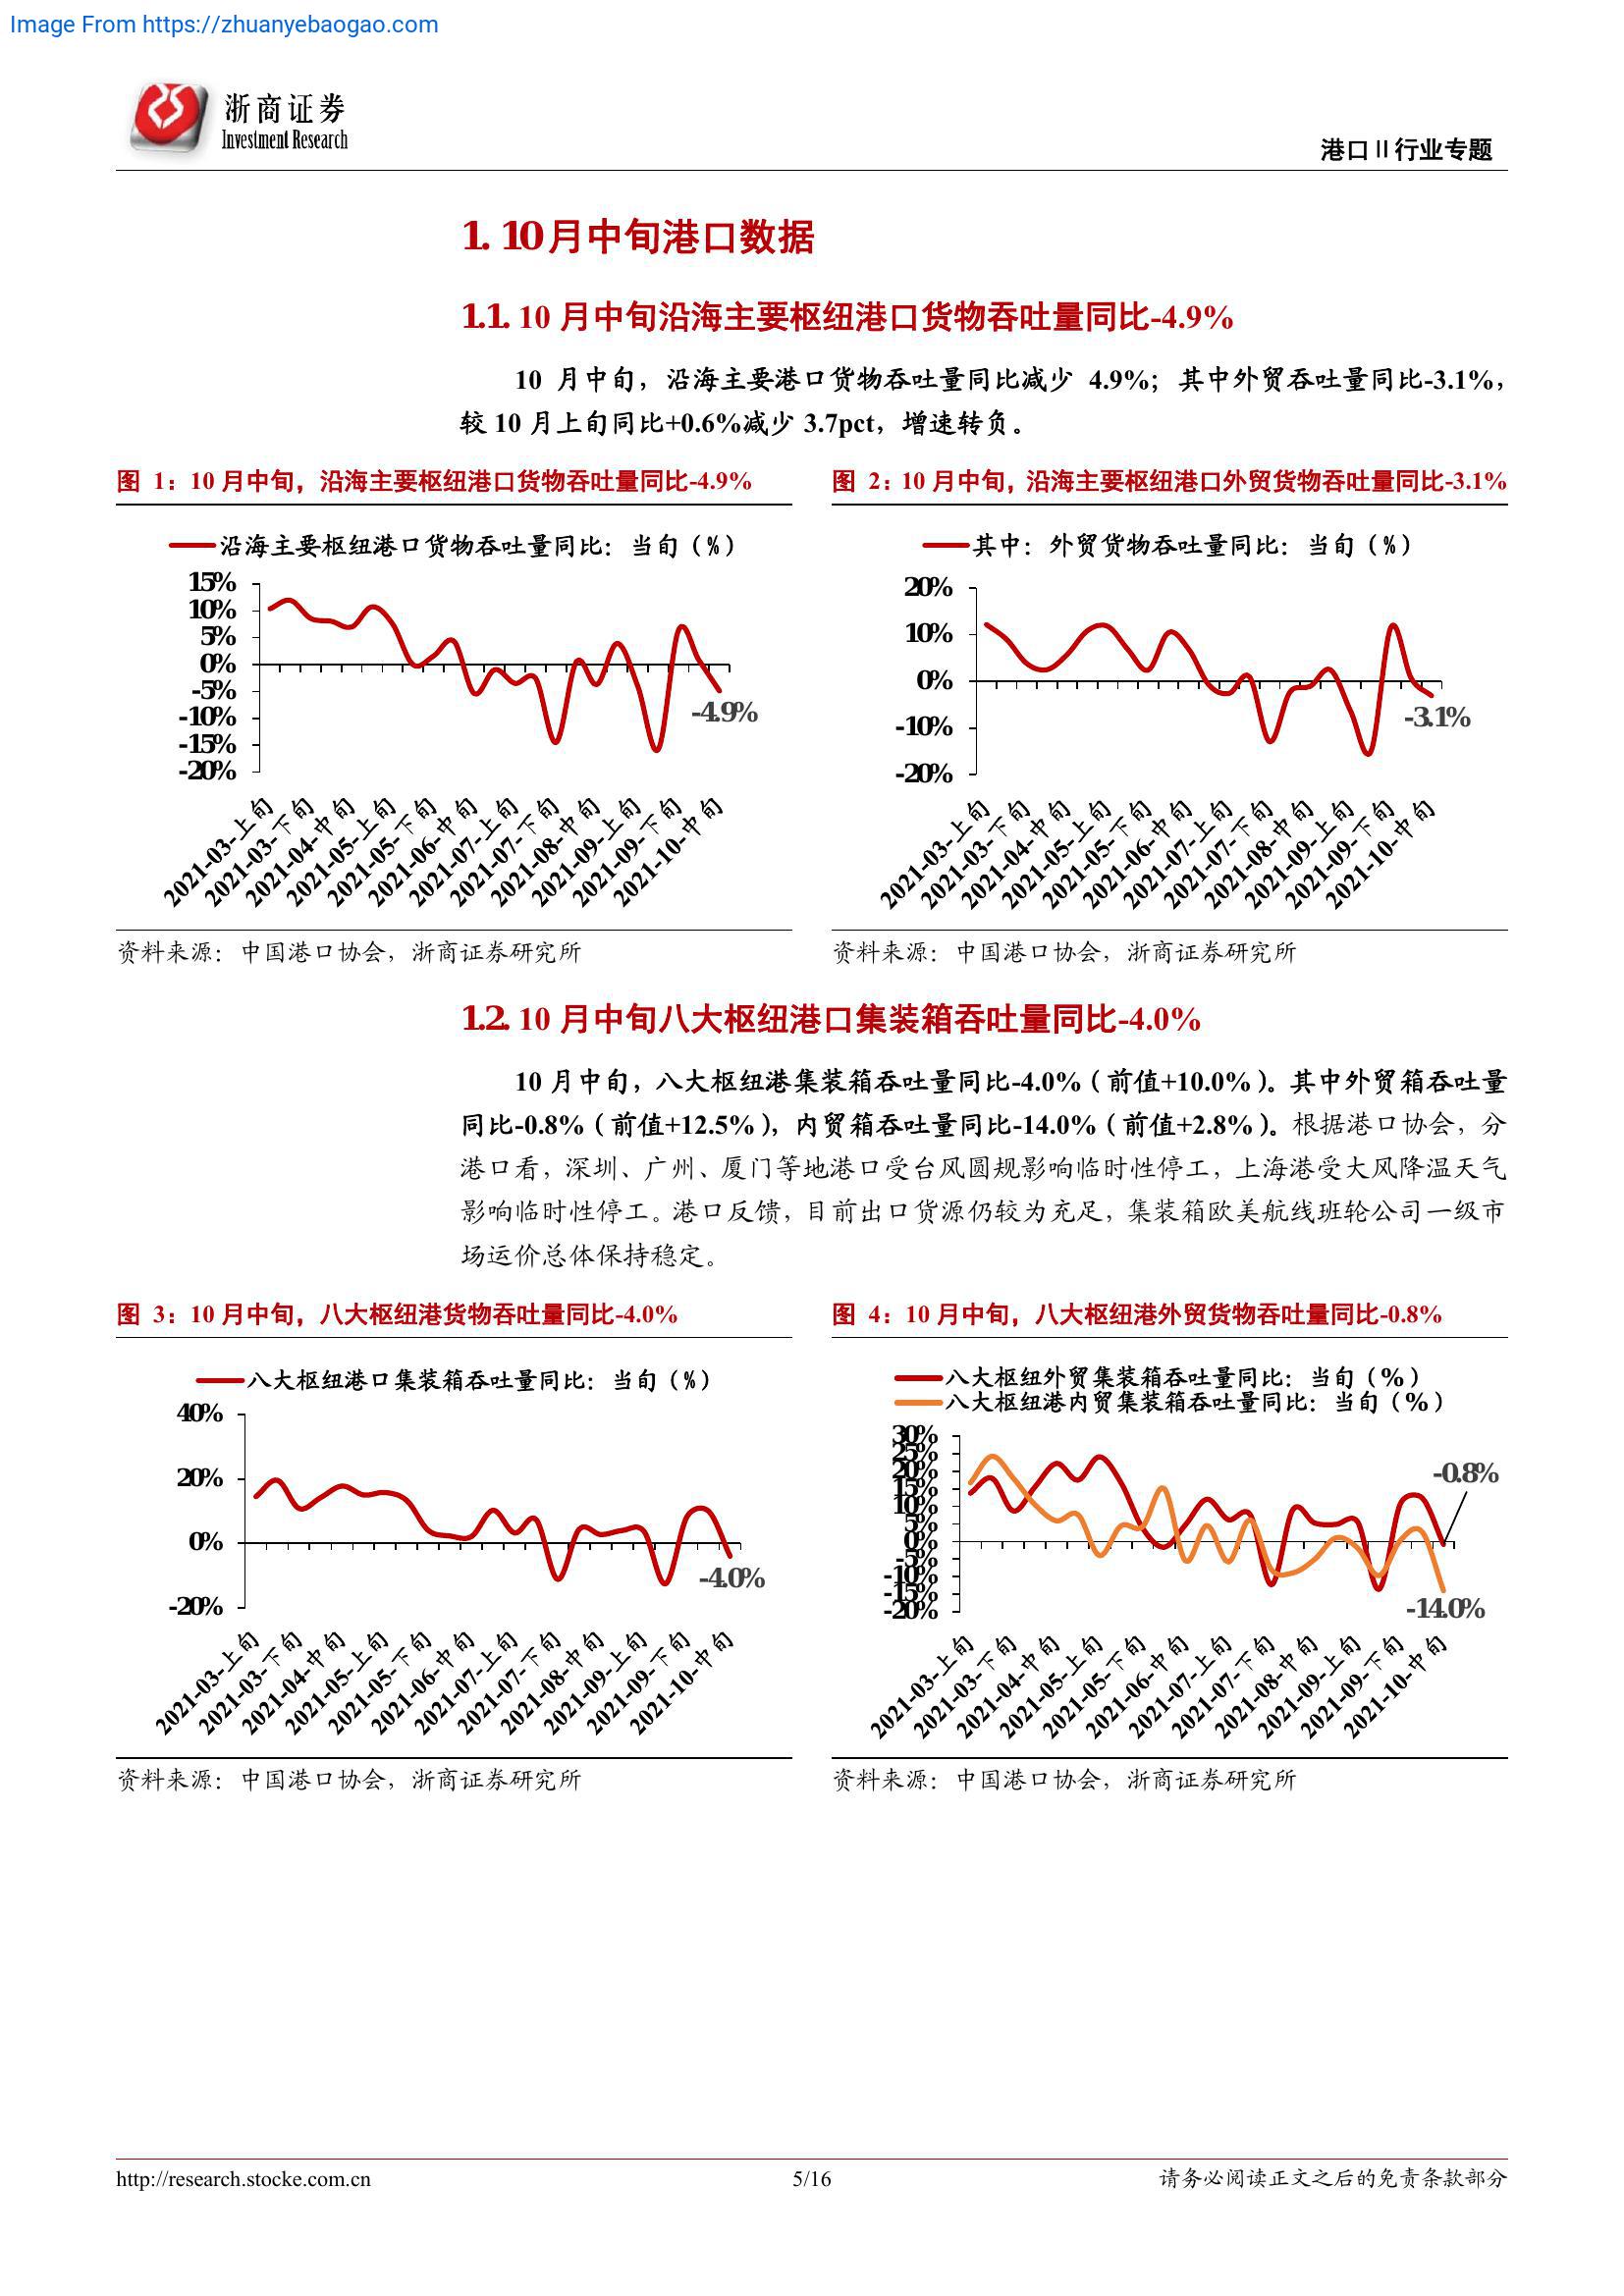 Image From https://zhuanyebaogao.com
浙商证券
Investment Research
港口Ⅱ行业专题
1. 10月中旬港口数据
1.1. 10 月中旬沿海主要枢纽港口货物吞吐量同比-4.9%
10 月中旬，沿海主要港口货物吞吐量同比减少 4.9%；其中外贸吞吐量同比-3.1%，
较 10 月上旬同比+0.6%减少 3.7pct，增速转负。
图 1：10 月中旬，沿海主要枢纽港口货物吞吐量同比-4.9%
沿海主要枢纽港口货物吞吐量同比：当旬（%）
15%
10%
5%
0%
-5%
-10%
-15%
-20%
-4.9%
2021-03-上旬
2021-03-下旬
2021-04-中旬
2021-05-上旬
2021-05-下旬
2021-06-中旬
2021-07-上旬
2021-07-下旬
2021-08-中旬
2021-09-上旬
2021-09-下旬
2021-10-中旬
资料来源：中国港口协会，浙商证券研究所
图 2：10 月中旬，沿海主要枢纽港口外贸货物吞吐量同比-3.1%
其中：外贸货物吞吐量同比：当旬（%）
20%
10%
0%
-10%
-20%
-3.1%
2021-03-上旬
2021-03-下旬
2021-04-中旬
2021-05-上旬
2021-05-下旬
2021-06-中旬
2021-07-上旬
2021-07-下旬
2021-08-中旬
2021-09-上旬
2021-09-下旬
2021-10-中旬
资料来源：中国港口协会，浙商证券研究所
1.2. 10 月中旬八大枢纽港口集装箱吞吐量同比-4.0%
10 月中旬，八大枢纽港集装箱吞吐量同比-4.0%（前值+10.0%）。其中外贸箱吞吐量
同比-0.8%（前值+12.5%），内贸箱吞吐量同比-14.0%（前值+2.8%）。根据港口协会，分
港口看，深圳、广州、厦门等地港口受台风圆规影响临时性停工，上海港受大风降温天气
影响临时性停工。港口反馈，目前出口货源仍较为充足，集装箱欧美航线班轮公司一级市
场运价总体保持稳定。
图 3：10 月中旬，八大枢纽港货物吞吐量同比-4.0%
八大枢纽港口集装箱吞吐量同比：当旬（%）
40%
20%
0%
-20%
-4.0%
2021-03-上旬
2021-03-下旬
2021-04-中旬
2021-05-上旬
2021-05-下旬
2021-06-中旬
2021-07-上旬
2021-07-下旬
2021-08-中旬
2021-09-上旬
2021-09-下旬
2021-10-中旬
资料来源：中国港口协会，浙商证券研究所
图 4：10 月中旬，八大枢纽港外贸货物吞吐量同比-0.8%
八大枢纽外贸集装箱吞吐量同比：当旬（%）
八大枢纽港内贸集装箱吞吐量同比：当旬（%）
30%
25%
20%
15%
10%
5%
0%
-5%
-10%
-15%
-20%
-0.8%
-14.0%
2021-03-上旬
2021-03-下旬
2021-04-中旬
2021-05-上旬
2021-05-下旬
2021-06-中旬
2021-07-上旬
2021-07-下旬
2021-08-中旬
2021-09-上旬
2021-09-下旬
2021-10-中旬
资料来源：中国港口协会，浙商证券研究所
http://research.stocke.com.cn
5/16
请务必阅读正文之后的免责条款部分